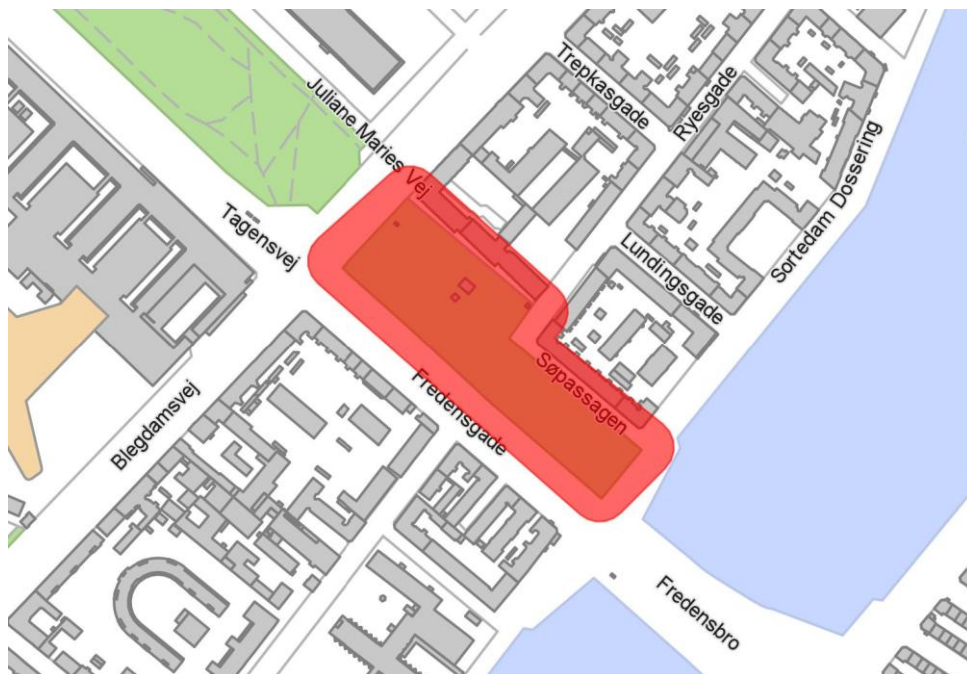 Trepkasgade
Ryesgade
Juliane Maries Vej
Sortedam Dossering
Tagensvej
Lundingsgade
Søpassagen
Fredensgade
Blegdamsvej
Fredensbro